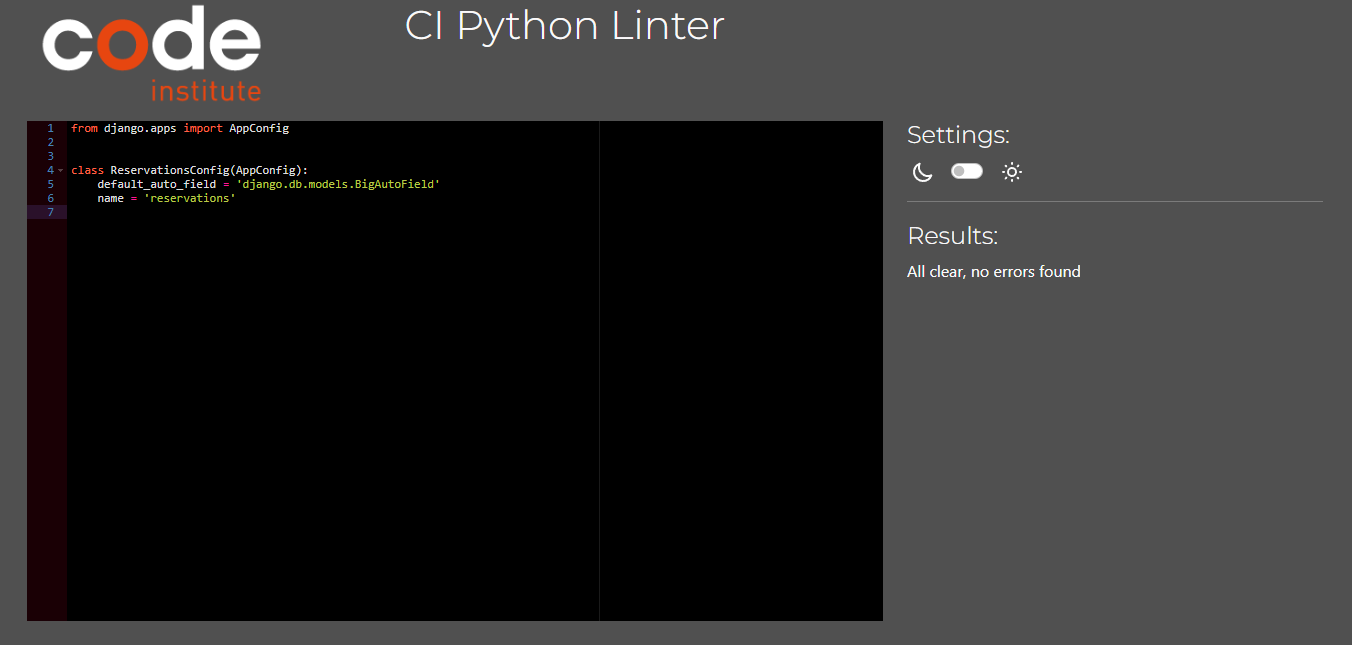 code
institute
CI Python Linter
1 from django.apps import AppConfig
2
3
4 class ReservationsConfig(AppConfig):
5     default_auto_field = 'django.db.models.BigAutoField'
6     name = 'reservations'
7
Settings:
Results:
All clear, no errors found